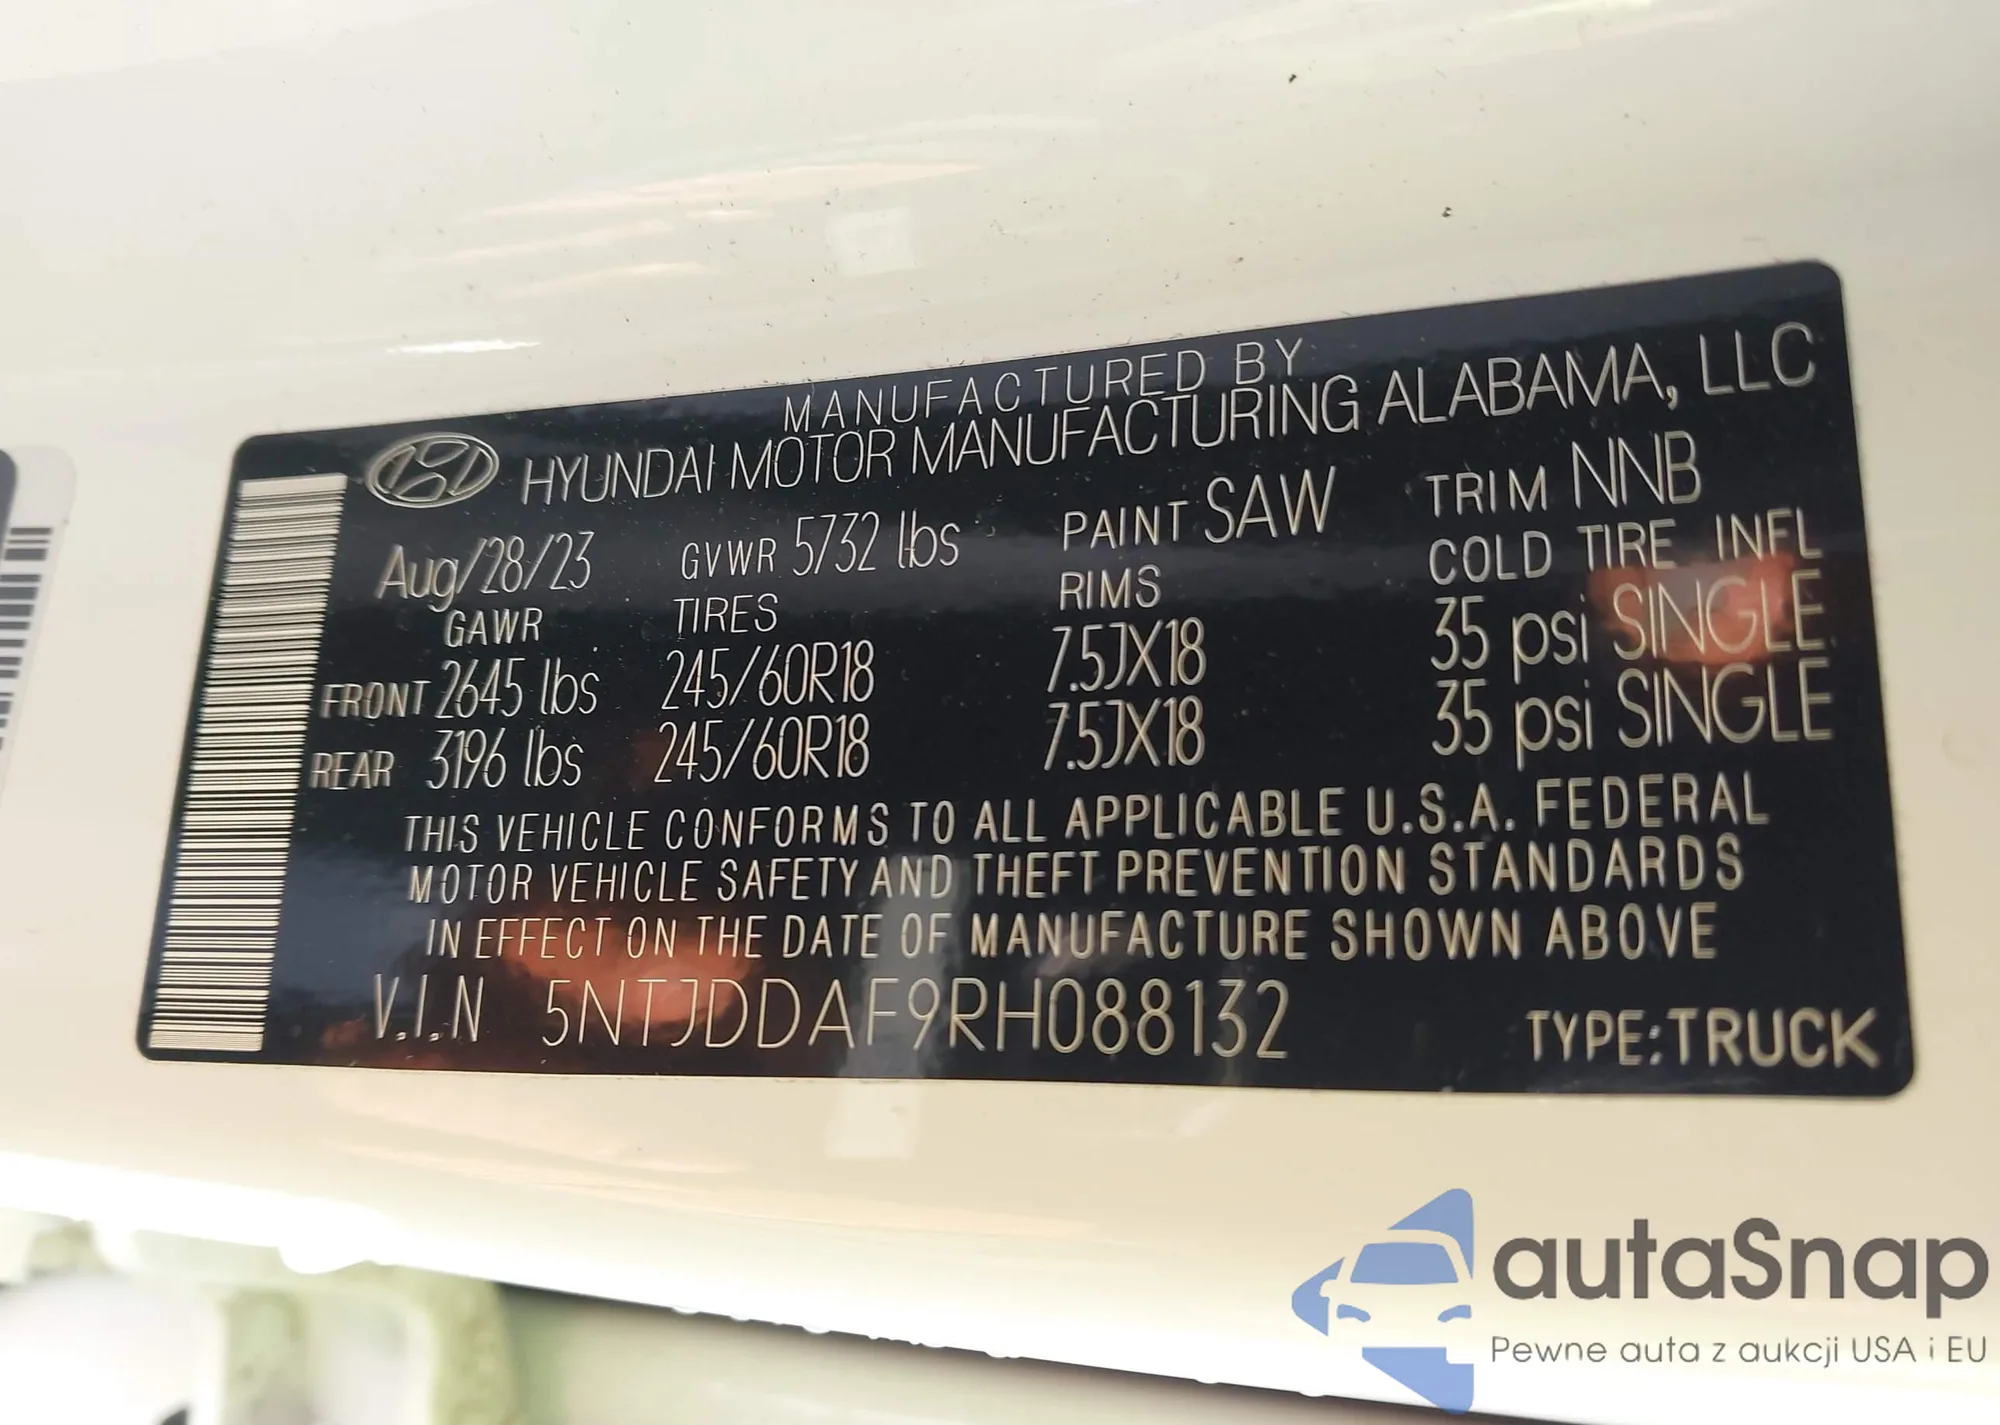 MANUFACTURED BY
HYUNDAI MOTOR MANUFACTURING ALABAMA, LLC
Aug/28/23 GVWR 5732 lbs PAINT SAW TRIM NNB
GAWR TIRES RIMS COLD TIRE INFL
FRONT 2645 lbs 245/60R18 7.5JX18 35 psi SINGLE
REAR 3196 lbs 245/60R18 7.5JX18 35 psi SINGLE
THIS VEHICLE CONFORMS TO ALL APPLICABLE U.S.A. FEDERAL
MOTOR VEHICLE SAFETY AND THEFT PREVENTION STANDARDS
IN EFFECT ON THE DATE OF MANUFACTURE SHOWN ABOVE
V.I.N 5NTJDDAF9RH088132 TYPE:TRUCK
autaSnap
Pewne auta z aukcji USA i EU